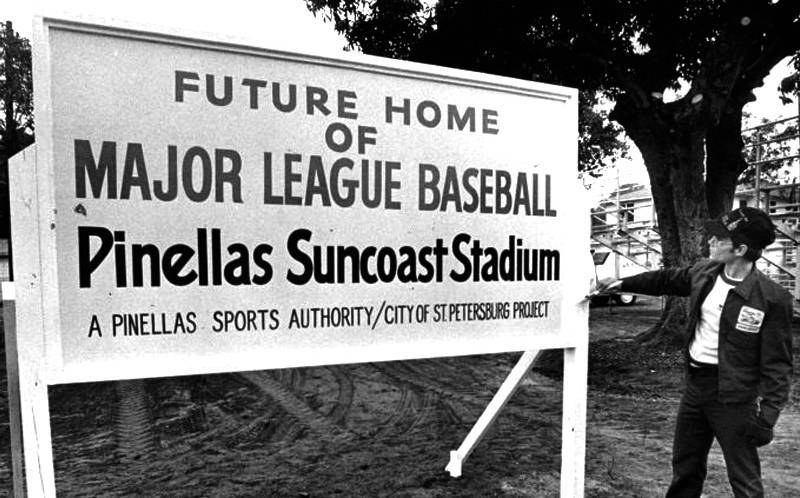 FUTURE HOME
OF
MAJOR LEAGUE BASEBALL
Pinellas Suncoast Stadium
A PINELLAS SPORTS AUTHORITY/CITY OF ST. PETERSBURG PROJECT